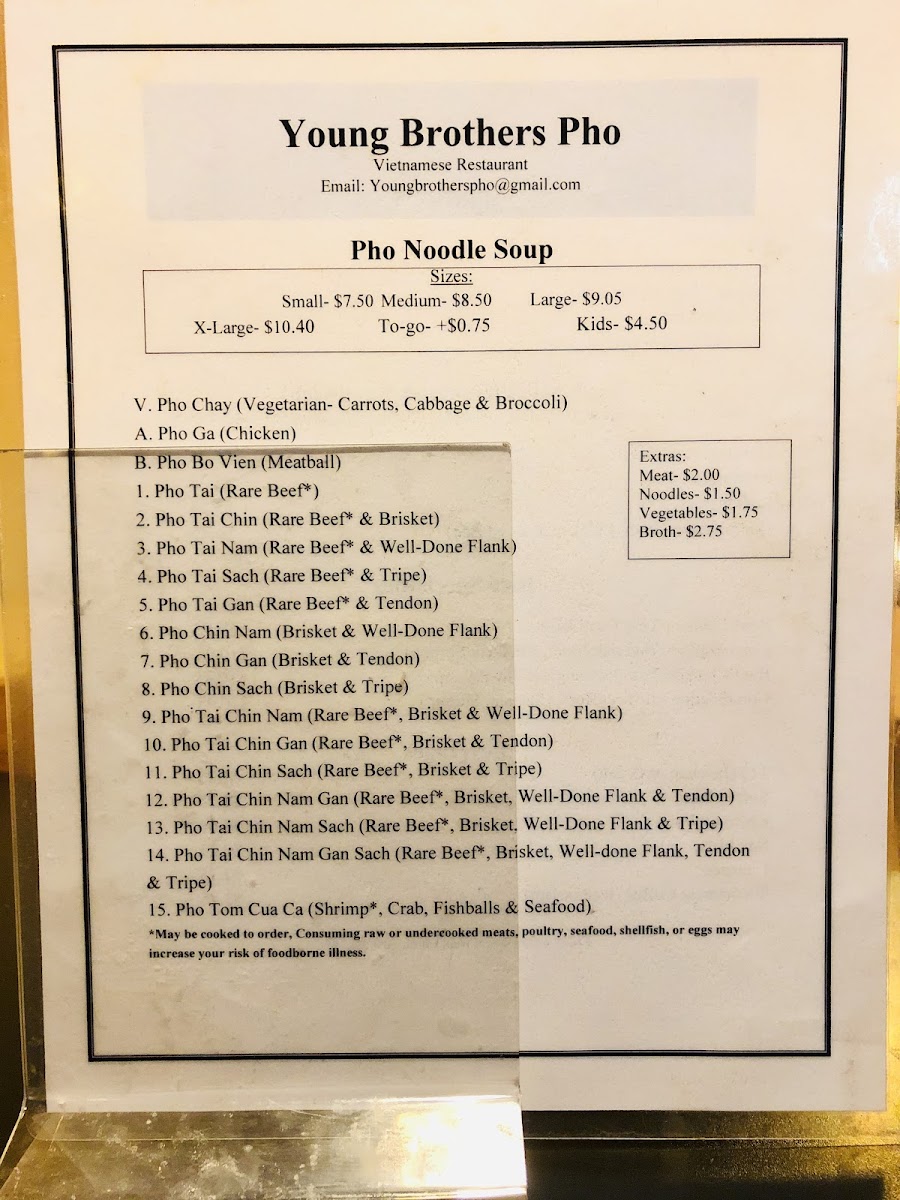 Young Brothers Pho
Vietnamese Restaurant
Email: Youngbrotherspho@gmail.com
Pho Noodle Soup
Sizes:
Small- $7.50 Medium- $8.50 Large- $9.05
X-Large- $10.40 To-go- +$0.75 Kids- $4.50
V. Pho Chay (Vegetarian- Carrots, Cabbage & Broccoli)
A. Pho Ga (Chicken)
B. Pho Bo Vien (Meatball)
1. Pho Tai (Rare Beef*)
2. Pho Tai Chin (Rare Beef* & Brisket)
3. Pho Tai Nam (Rare Beef* & Well-Done Flank)
4. Pho Tai Sach (Rare Beef* & Tripe)
5. Pho Tai Gan (Rare Beef* & Tendon)
6. Pho Chin Nam (Brisket & Well-Done Flank)
7. Pho Chin Gan (Brisket & Tendon)
8. Pho Chin Sach (Brisket & Tripe)
9. Pho Tai Chin Nam (Rare Beef*, Brisket & Well-Done Flank)
10. Pho Tai Chin Gan (Rare Beef*, Brisket & Tendon)
11. Pho Tai Chin Sach (Rare Beef*, Brisket & Tripe)
12. Pho Tai Chin Nam Gan (Rare Beef*, Brisket, Well-Done Flank & Tendon)
13. Pho Tai Chin Nam Sach (Rare Beef*, Brisket, Well-Done Flank & Tripe)
14. Pho Tai Chin Nam Gan Sach (Rare Beef*, Brisket, Well-done Flank, Tendon
& Tripe)
15. Pho Tom Cua Ca (Shrimp*, Crab, Fishballs & Seafood)
*May be cooked to order, Consuming raw or undercooked meats, poultry, seafood, shellfish, or eggs may
increase your risk of foodborne illness.
Extras:
Meat- $2.00
Noodles- $1.50
Vegetables- $1.75
Broth- $2.75